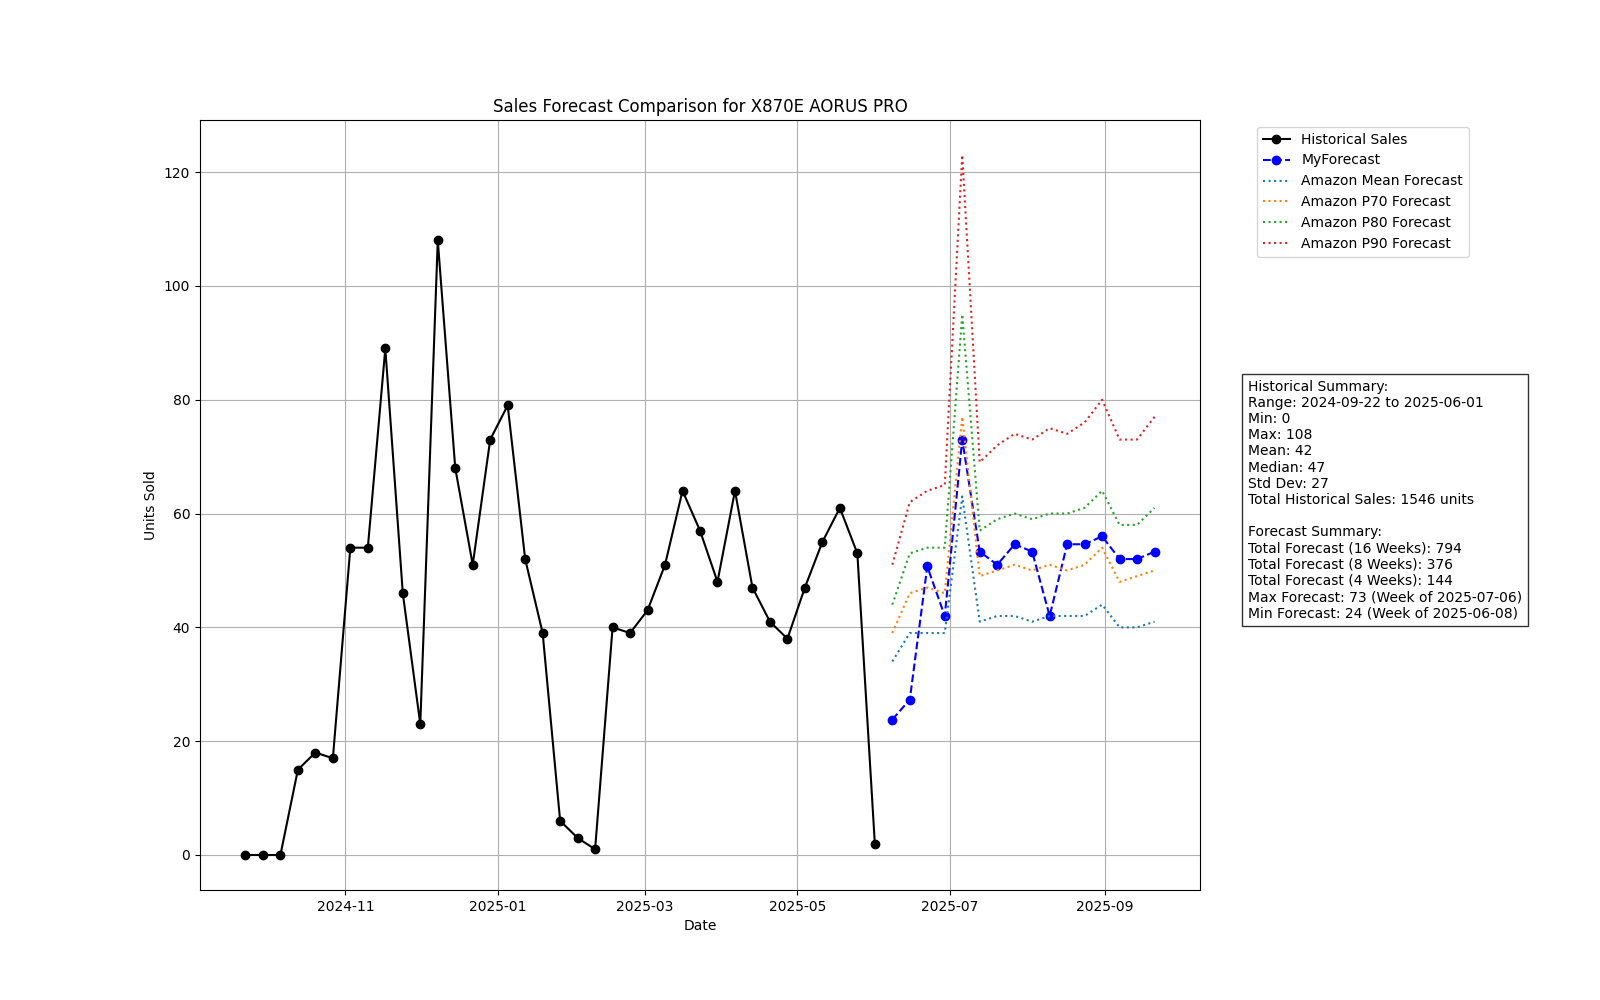 Sales Forecast Comparison for X870E AORUS PRO
Units Sold
120
100
80
60
40
20
0
2024-11
2025-01
2025-03
2025-05
2025-07
2025-09
Date
Historical Sales
MyForecast
Amazon Mean Forecast
Amazon P70 Forecast
Amazon P80 Forecast
Amazon P90 Forecast
Historical Summary:
Range: 2024-09-22 to 2025-06-01
Min: 0
Max: 108
Mean: 42
Median: 47
Std Dev: 27
Total Historical Sales: 1546 units
Forecast Summary:
Total Forecast (16 Weeks): 794
Total Forecast (8 Weeks): 376
Total Forecast (4 Weeks): 144
Max Forecast: 73 (Week of 2025-07-06)
Min Forecast: 24 (Week of 2025-06-08)